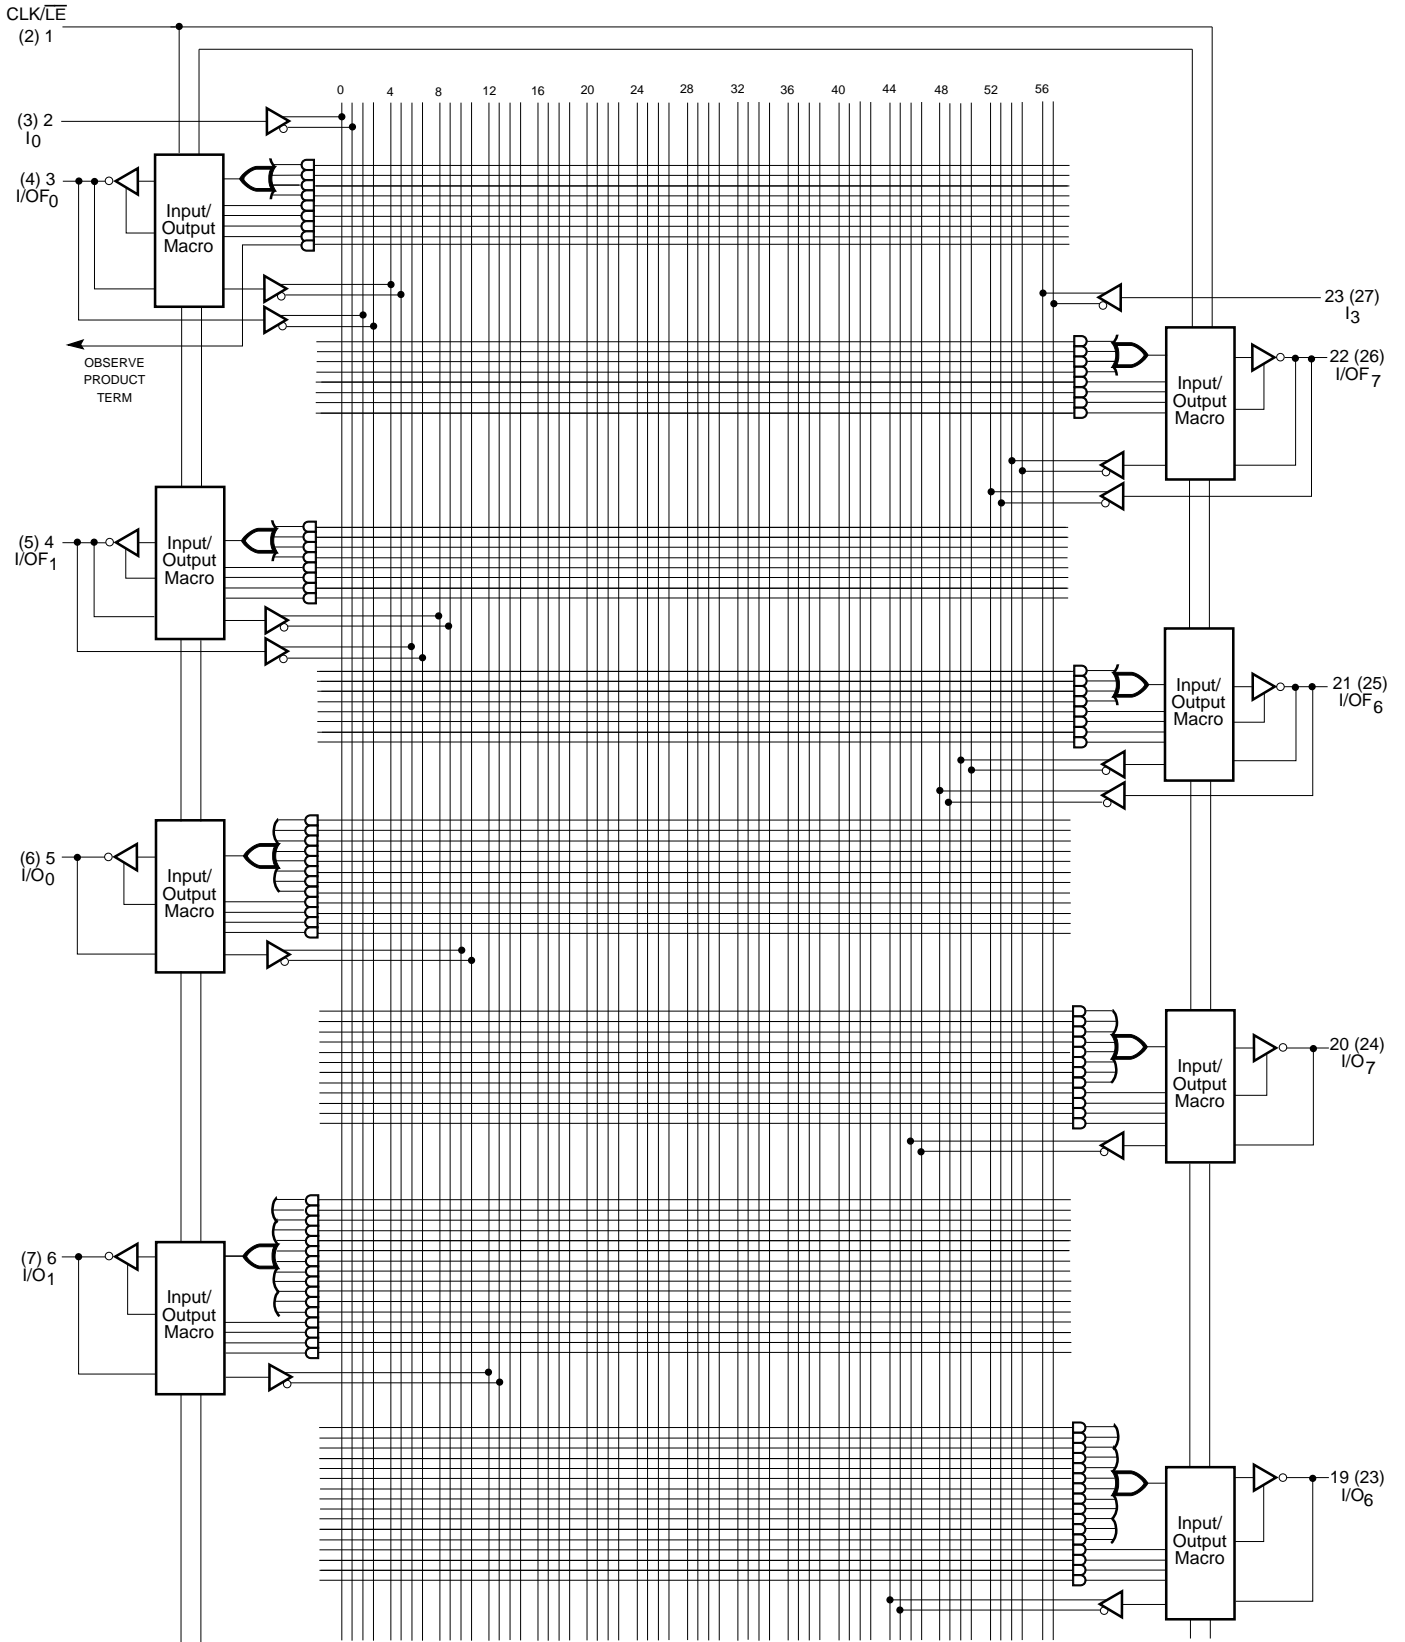 CLK/LE
(2) 1
0 4 8 12 16 20 24 28 32 36 40 44 48 52 56
(3) 2
I0
(4) 3
I/OF0
Input/
Output
Macro
23 (27)
I3
OBSERVE
PRODUCT
TERM
22 (26)
I/OF7
Input/
Output
Macro
(5) 4
I/OF1
Input/
Output
Macro
21 (25)
I/OF6
Input/
Output
Macro
(6) 5
I/O0
Input/
Output
Macro
20 (24)
I/O7
Input/
Output
Macro
(7) 6
I/O1
Input/
Output
Macro
19 (23)
I/O6
Input/
Output
Macro